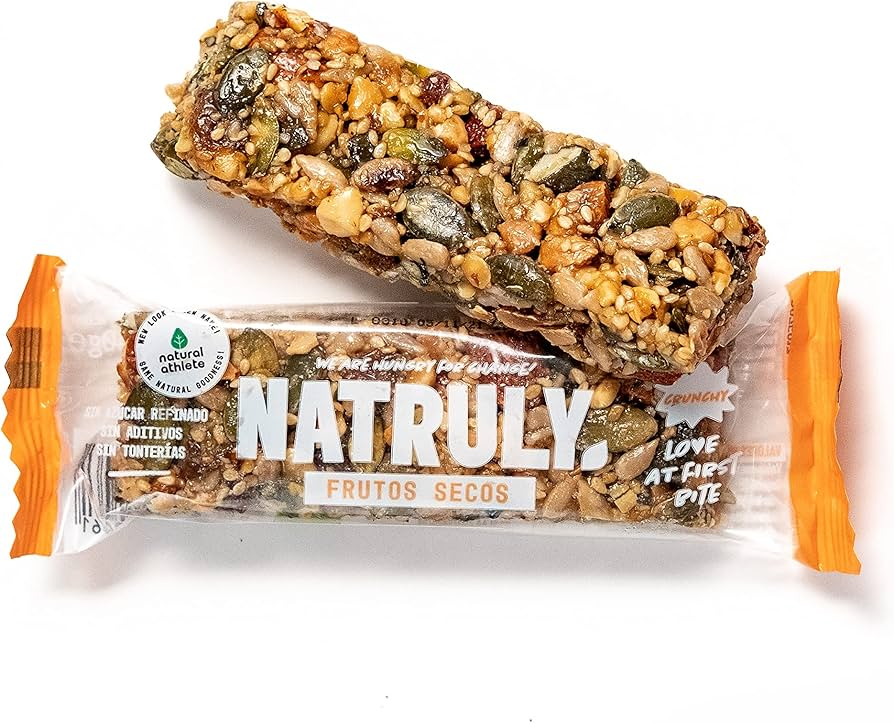 NEW LOOK
SAME NATURAL GOODNESS!
natural
athlete
WE ARE HUNGRY FOR CHANGE!
SIN AZÚCAR REFINADO
SIN ADITIVOS
SIN TONTERÍAS
NATRULY.
FRUTOS SECOS
CRUNCHY
LOVE
AT FIRST
BITE